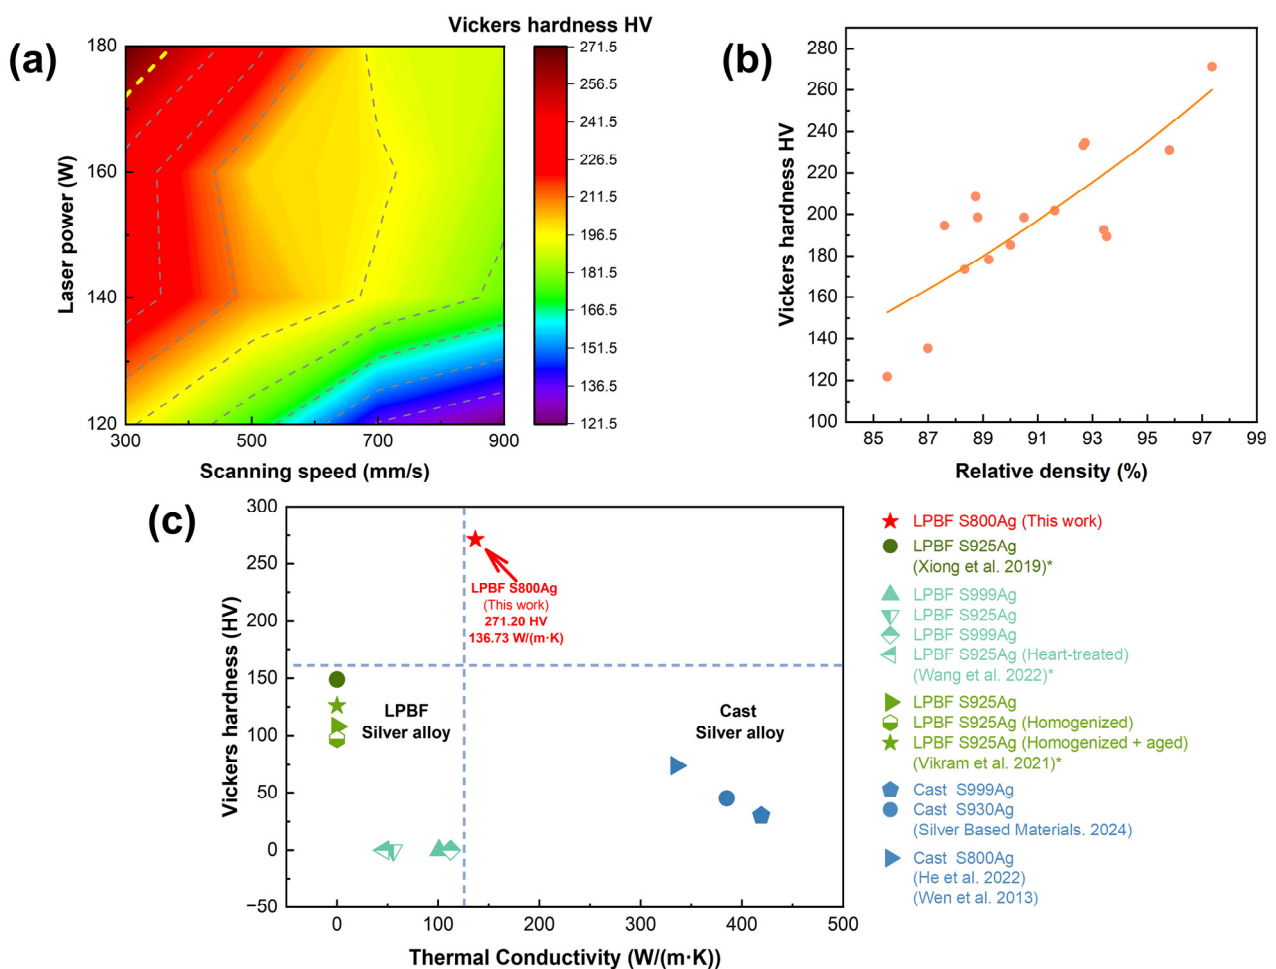 (a)
Vickers hardness HV
180
160
140
120
Laser power (W)
300
500
700
900
Scanning speed (mm/s)
271.5
256.5
241.5
226.5
211.5
196.5
181.5
166.5
151.5
136.5
121.5
(b)
280
260
240
220
200
180
160
140
120
100
Vickers hardness HV
85
87
89
91
93
95
97
99
Relative density (%)
(c)
300
250
200
150
100
50
0
−50
Vickers hardness (HV)
LPBF S800Ag
(This work)
271.20 HV
136.73 W/(m·K)
LPBF
Silver alloy
Cast
Silver alloy
0
100
200
300
400
500
Thermal Conductivity (W/(m·K))
LPBF S800Ag (This work)
LPBF S925Ag
(Xiong et al. 2019)*
LPBF S999Ag
LPBF S925Ag
LPBF S999Ag
LPBF S925Ag (Heart-treated)
(Wang et al. 2022)*
LPBF S925Ag
LPBF S925Ag (Homogenized)
LPBF S925Ag (Homogenized + aged)
(Vikram et al. 2021)*
Cast S999Ag
Cast S930Ag
(Silver Based Materials. 2024)
Cast S800Ag
(He et al. 2022)
(Wen et al. 2013)